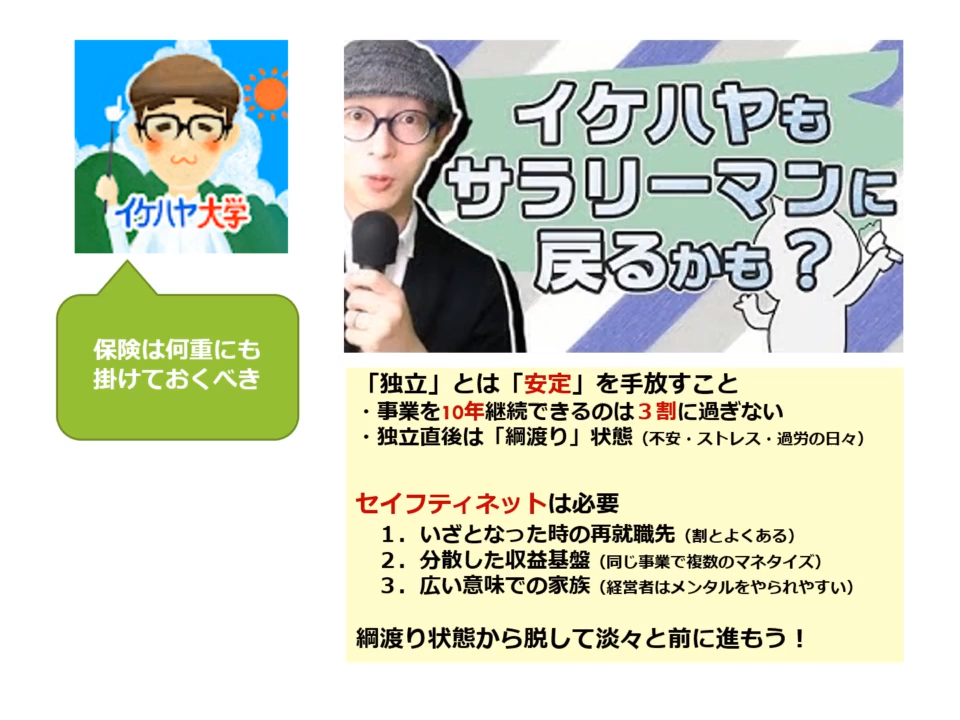 イケハヤ大学
イケハヤも
サラリーマンに
戻るかも？
保険は何重にも
掛けておくべき
「独立」とは「安定」を手放すこと
・事業を10年継続できるのは３割に過ぎない
・独立直後は「綱渡り」状態（不安・ストレス・過労の日々）
セイフティネットは必要
１．いざとなった時の再就職先（割とよくある）
２．分散した収益基盤（同じ事業で複数のマネタイズ）
３．広い意味での家族（経営者はメンタルをやられやすい）
綱渡り状態から脱して淡々と前に進もう！